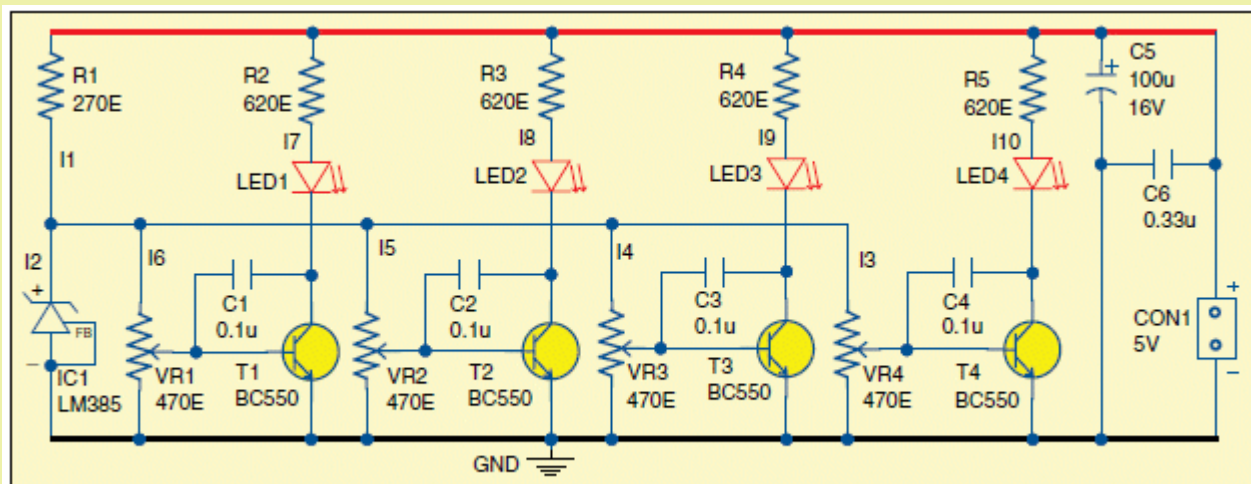 R1
270E
R2
620E
R3
620E
R4
620E
R5
620E
C5
100u
16V
+
I1
I7
I8
I9
I10
LED1
LED2
LED3
LED4
C6
0.33u
I2
+
FB
−
IC1
LM385
I6
VR1
470E
C1
0.1u
T1
BC550
I5
VR2
470E
C2
0.1u
T2
BC550
I4
VR3
470E
C3
0.1u
T3
BC550
I3
VR4
470E
C4
0.1u
T4
BC550
+
CON1
5V
−
GND